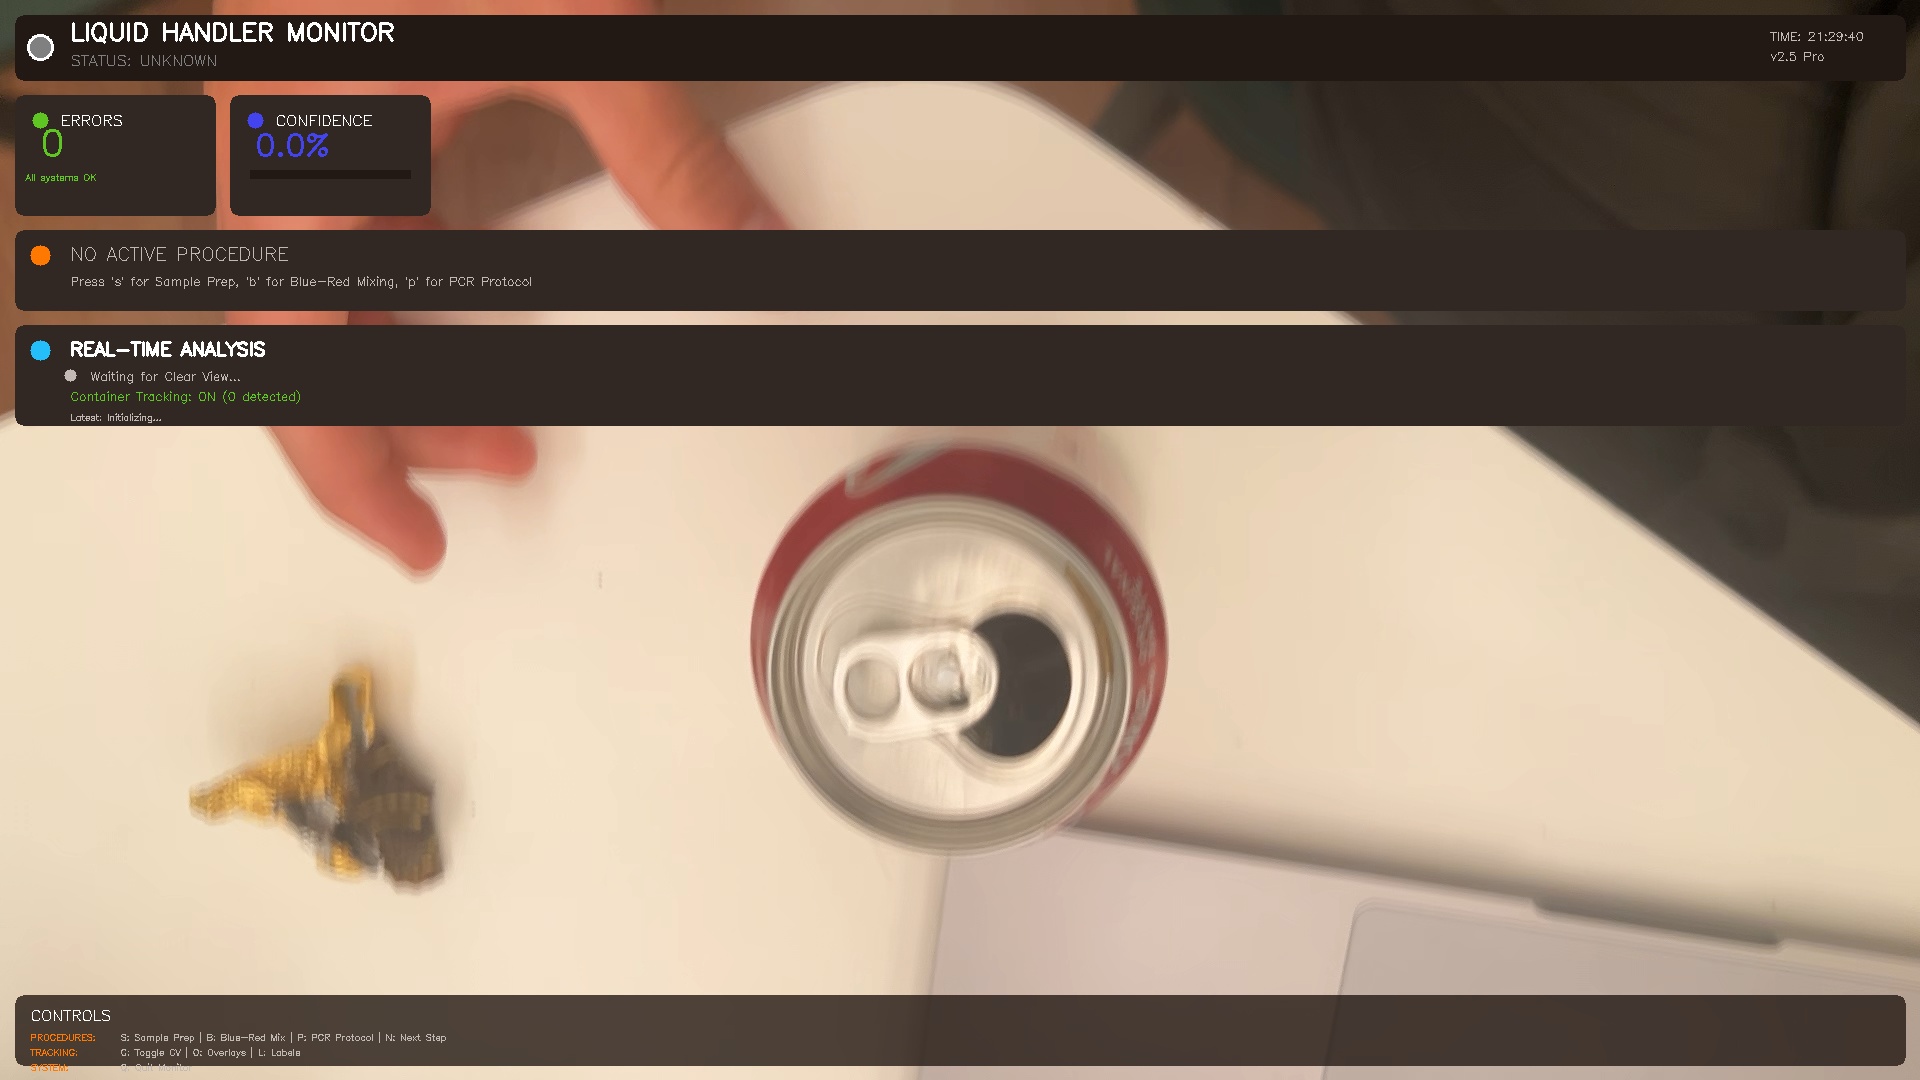 LIQUID HANDLER MONITOR
STATUS: UNKNOWN
TIME: 21:29:40
v2.5 Pro
ERRORS
0
All systems OK
CONFIDENCE
0.0%
NO ACTIVE PROCEDURE
Press 's' for Sample Prep, 'b' for Blue-Red Mixing, 'p' for PCR Protocol
REAL-TIME ANALYSIS
Waiting for Clear View...
Container Tracking: ON (0 detected)
Latest: Initializing...
CONTROLS
PROCEDURES: S: Sample Prep | B: Blue-Red Mix | P: PCR Protocol | N: Next Step
TRACKING: C: Toggle CV | O: Overlays | L: Labels
SYSTEM: Q: Quit Monitor